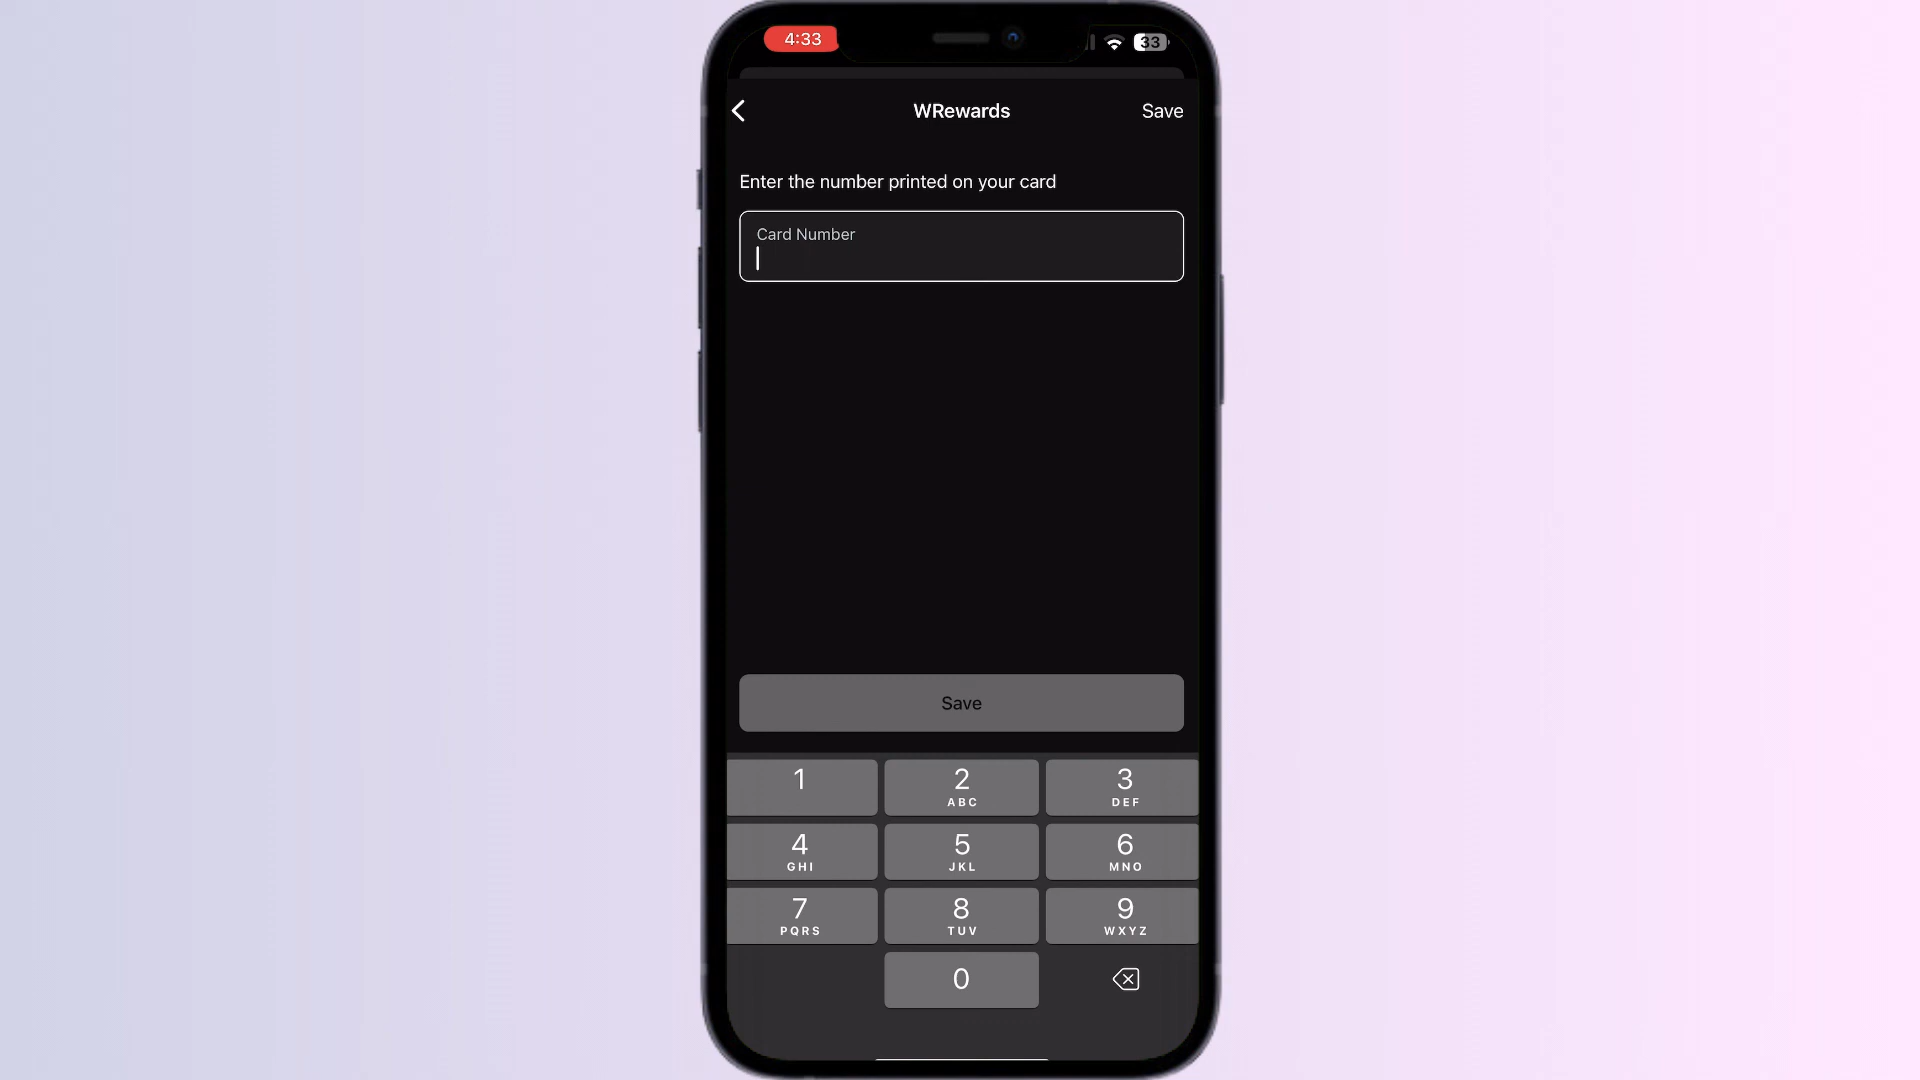 4:33
33
WRewards
Save
Enter the number printed on your card
Card Number
Save
1
2
ABC
3
DEF
4
GHI
5
JKL
6
MNO
7
PQRS
8
TUV
9
WXYZ
0